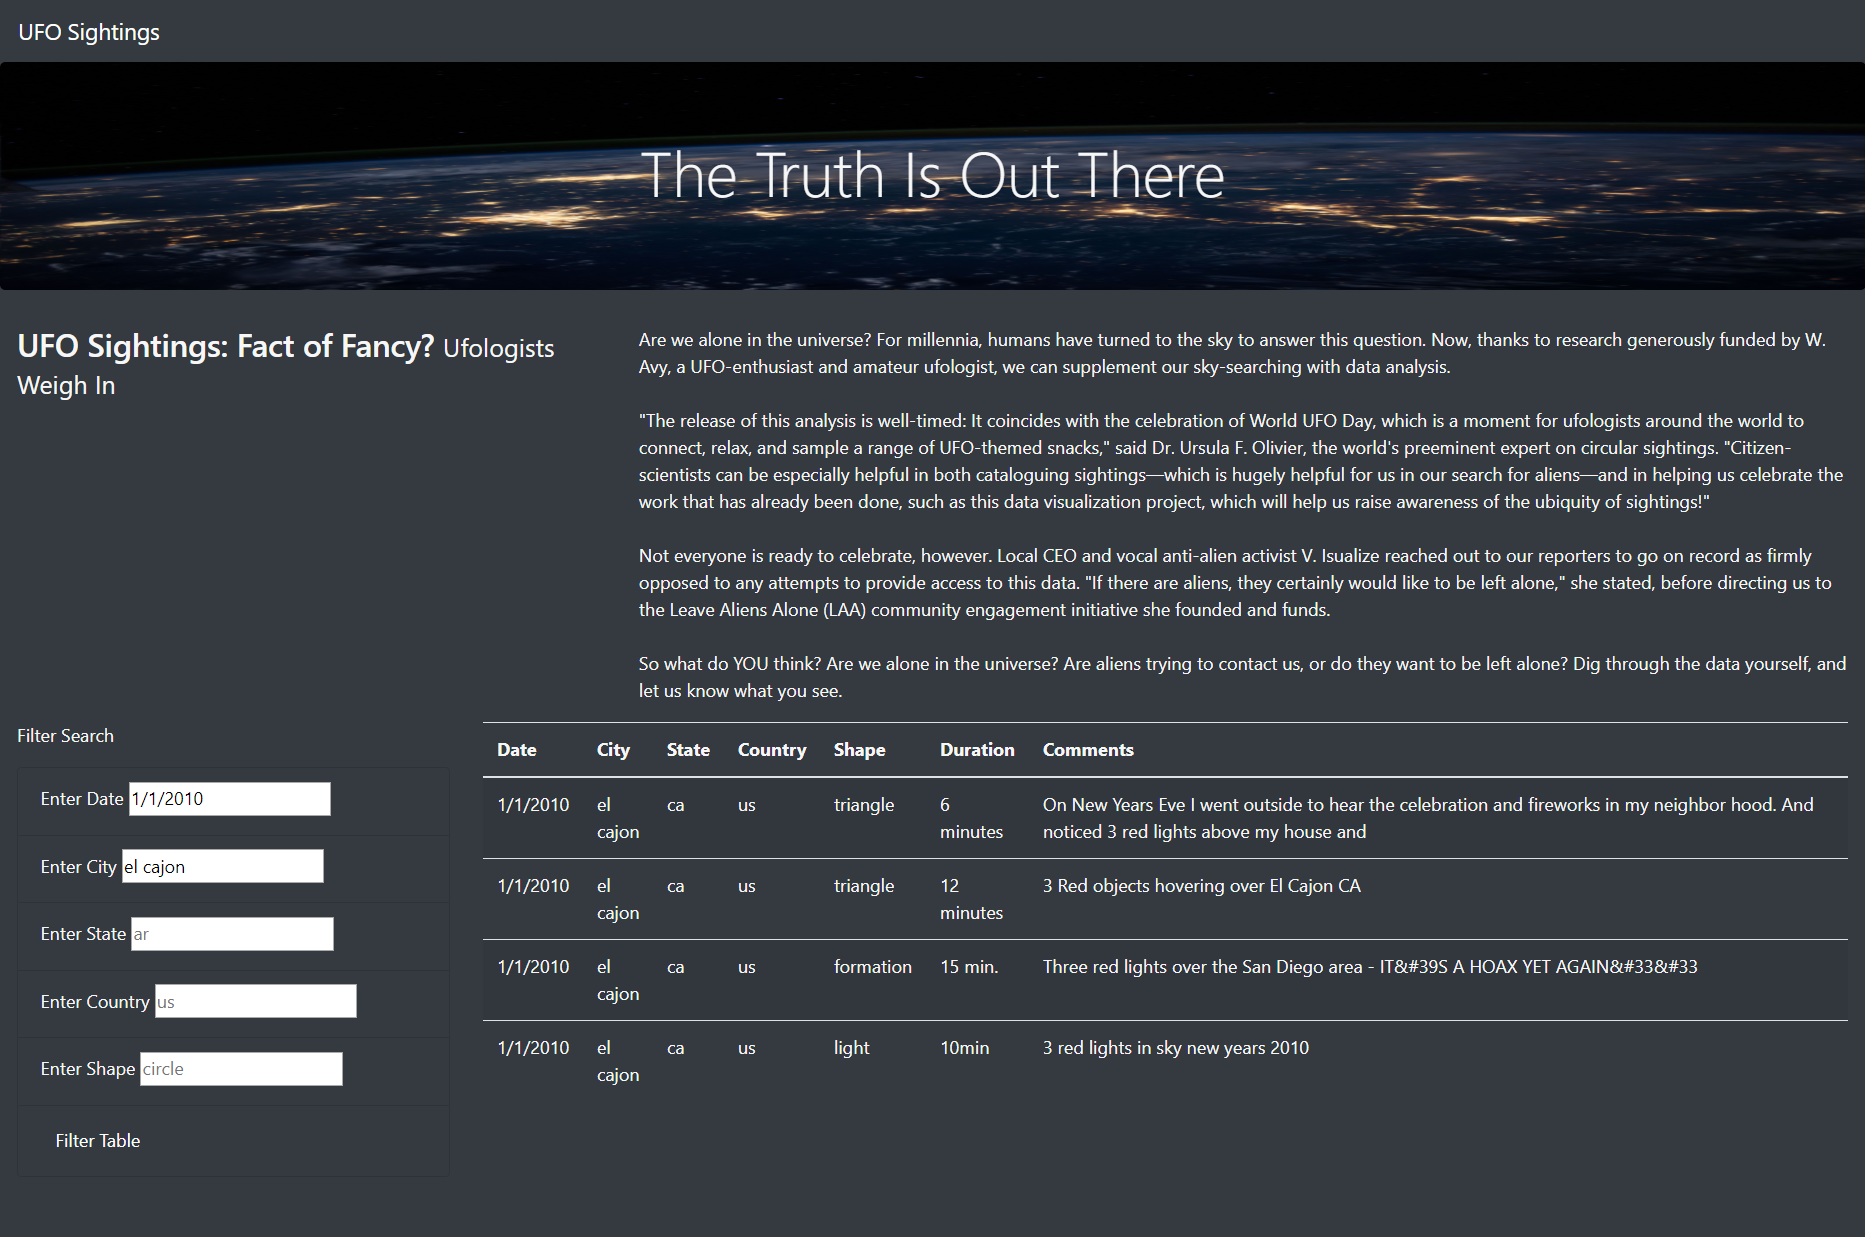 UFO Sightings
The Truth Is Out There
UFO Sightings: Fact of Fancy? Ufologists
Weigh In
Are we alone in the universe? For millennia, humans have turned to the sky to answer this question. Now, thanks to research generously funded by W.
Avy, a UFO-enthusiast and amateur ufologist, we can supplement our sky-searching with data analysis.
"The release of this analysis is well-timed: It coincides with the celebration of World UFO Day, which is a moment for ufologists around the world to
connect, relax, and sample a range of UFO-themed snacks," said Dr. Ursula F. Olivier, the world's preeminent expert on circular sightings. "Citizen-
scientists can be especially helpful in both cataloguing sightings—which is hugely helpful for us in our search for aliens—and in helping us celebrate the
work that has already been done, such as this data visualization project, which will help us raise awareness of the ubiquity of sightings!"
Not everyone is ready to celebrate, however. Local CEO and vocal anti-alien activist V. Isualize reached out to our reporters to go on record as firmly
opposed to any attempts to provide access to this data. "If there are aliens, they certainly would like to be left alone," she stated, before directing us to
the Leave Aliens Alone (LAA) community engagement initiative she founded and funds.
So what do YOU think? Are we alone in the universe? Are aliens trying to contact us, or do they want to be left alone? Dig through the data yourself, and
let us know what you see.
Filter Search
Enter Date 1/1/2010
Enter City el cajon
Enter State ar
Enter Country us
Enter Shape circle
Filter Table
Date City State Country Shape Duration Comments
1/1/2010 el ca us triangle 6 On New Years Eve I went outside to hear the celebration and fireworks in my neighbor hood. And
cajon minutes noticed 3 red lights above my house and
1/1/2010 el ca us triangle 12 3 Red objects hovering over El Cajon CA
cajon minutes
1/1/2010 el ca us formation 15 min. Three red lights over the San Diego area - IT&#39S A HOAX YET AGAIN&#33&#33
cajon
1/1/2010 el ca us light 10min 3 red lights in sky new years 2010
cajon